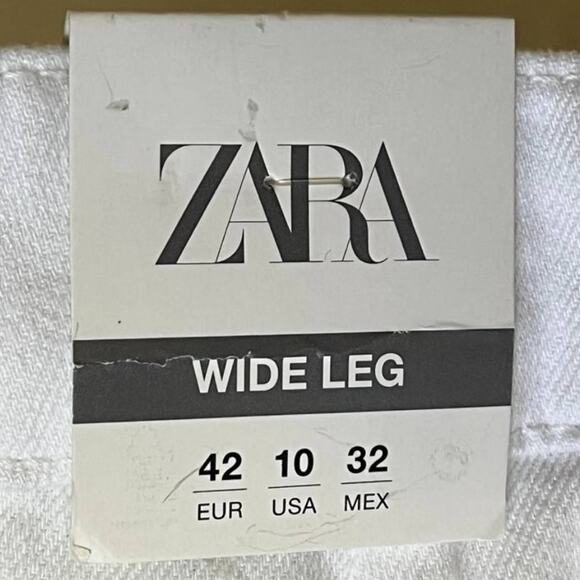 ZARA
WIDE LEG
42 10 32
EUR USA MEX